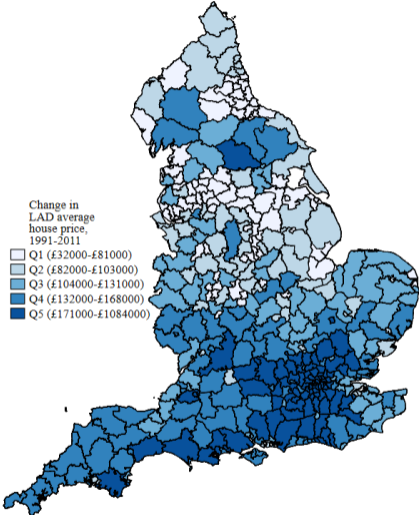 Change in
LAD average
house price,
1991-2011
Q1 (£32000-£81000)
Q2 (£82000-£103000)
Q3 (£104000-£131000)
Q4 (£132000-£168000)
Q5 (£171000-£1084000)